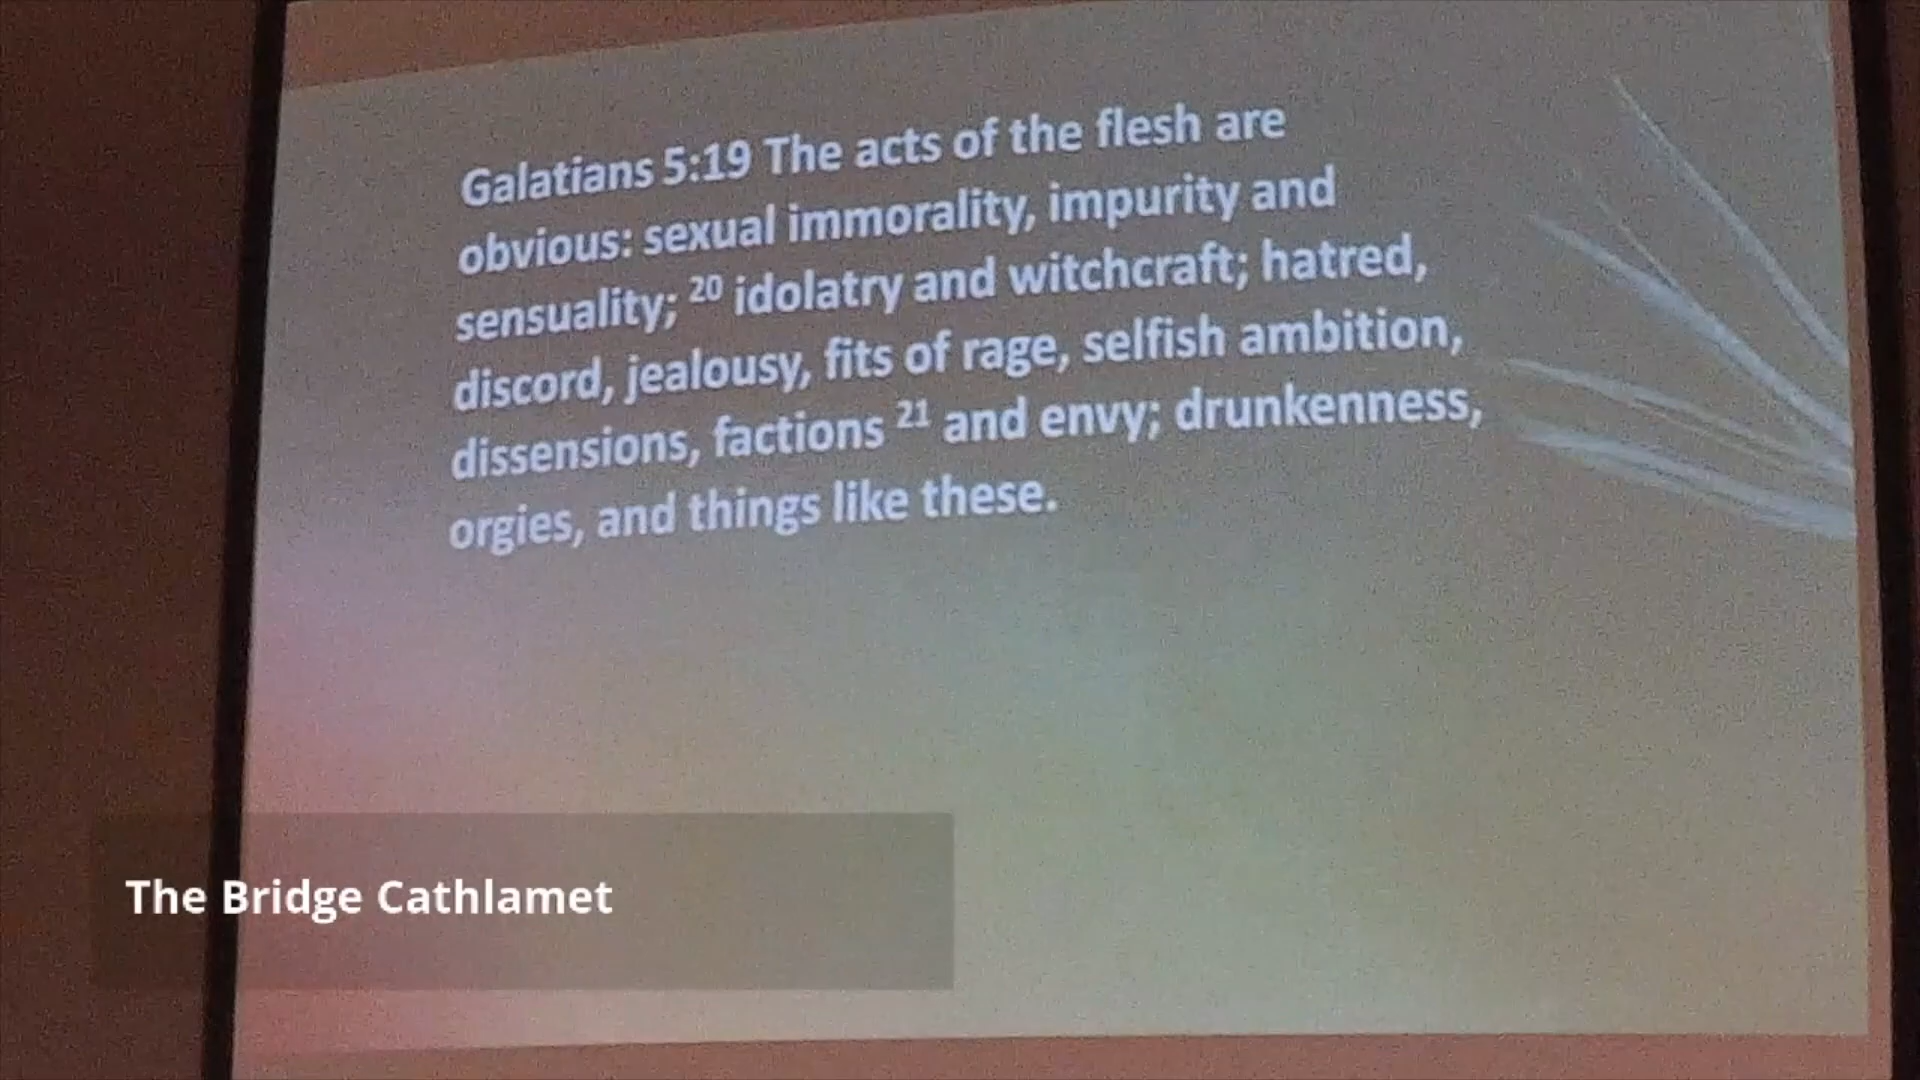 Galatians 5:19 The acts of the flesh are
obvious: sexual immorality, impurity and
sensuality; 20 idolatry and witchcraft; hatred,
discord, jealousy, fits of rage, selfish ambition,
dissensions, factions 21 and envy; drunkenness,
orgies, and things like these.
The Bridge Cathlamet